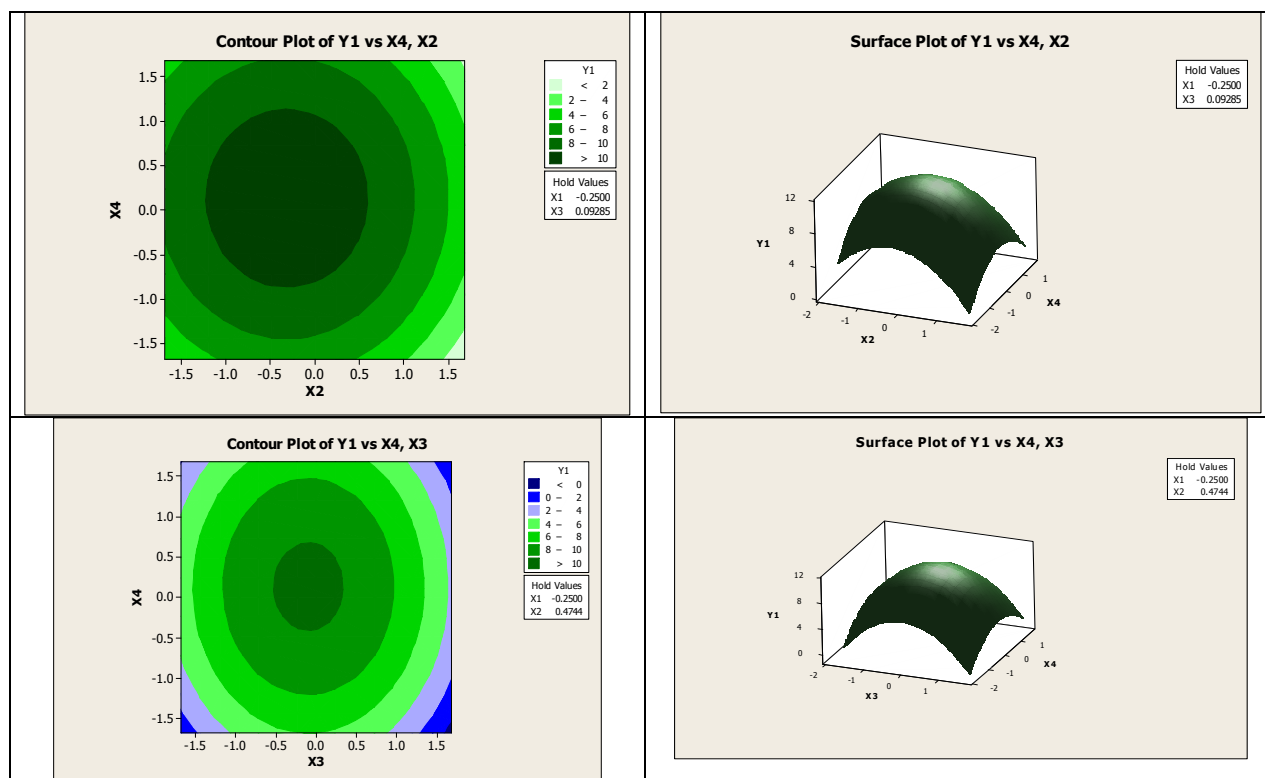 Contour Plot of Y1 vs X4, X2
X4
1.5
1.0
0.5
0.0
-0.5
-1.0
-1.5
-1.5 -1.0 -0.5 0.0 0.5 1.0 1.5
X2
Y1
< 2
2 – 4
4 – 6
6 – 8
8 – 10
> 10
Hold Values
X1 -0.2500
X3 0.09285
Surface Plot of Y1 vs X4, X2
Hold Values
X1 -0.2500
X3 0.09285
12
8
Y1
4
0
-2
-1
0
1
X2
-2
-1
0
1
X4
Contour Plot of Y1 vs X4, X3
X4
1.5
1.0
0.5
0.0
-0.5
-1.0
-1.5
-1.5 -1.0 -0.5 0.0 0.5 1.0 1.5
X3
Y1
< 0
0 – 2
2 – 4
4 – 6
6 – 8
8 – 10
> 10
Hold Values
X1 -0.2500
X2 0.4744
Surface Plot of Y1 vs X4, X3
Hold Values
X1 -0.2500
X2 0.4744
12
8
Y1
4
0
-2
-1
0
1
X3
-2
-1
0
1
X4